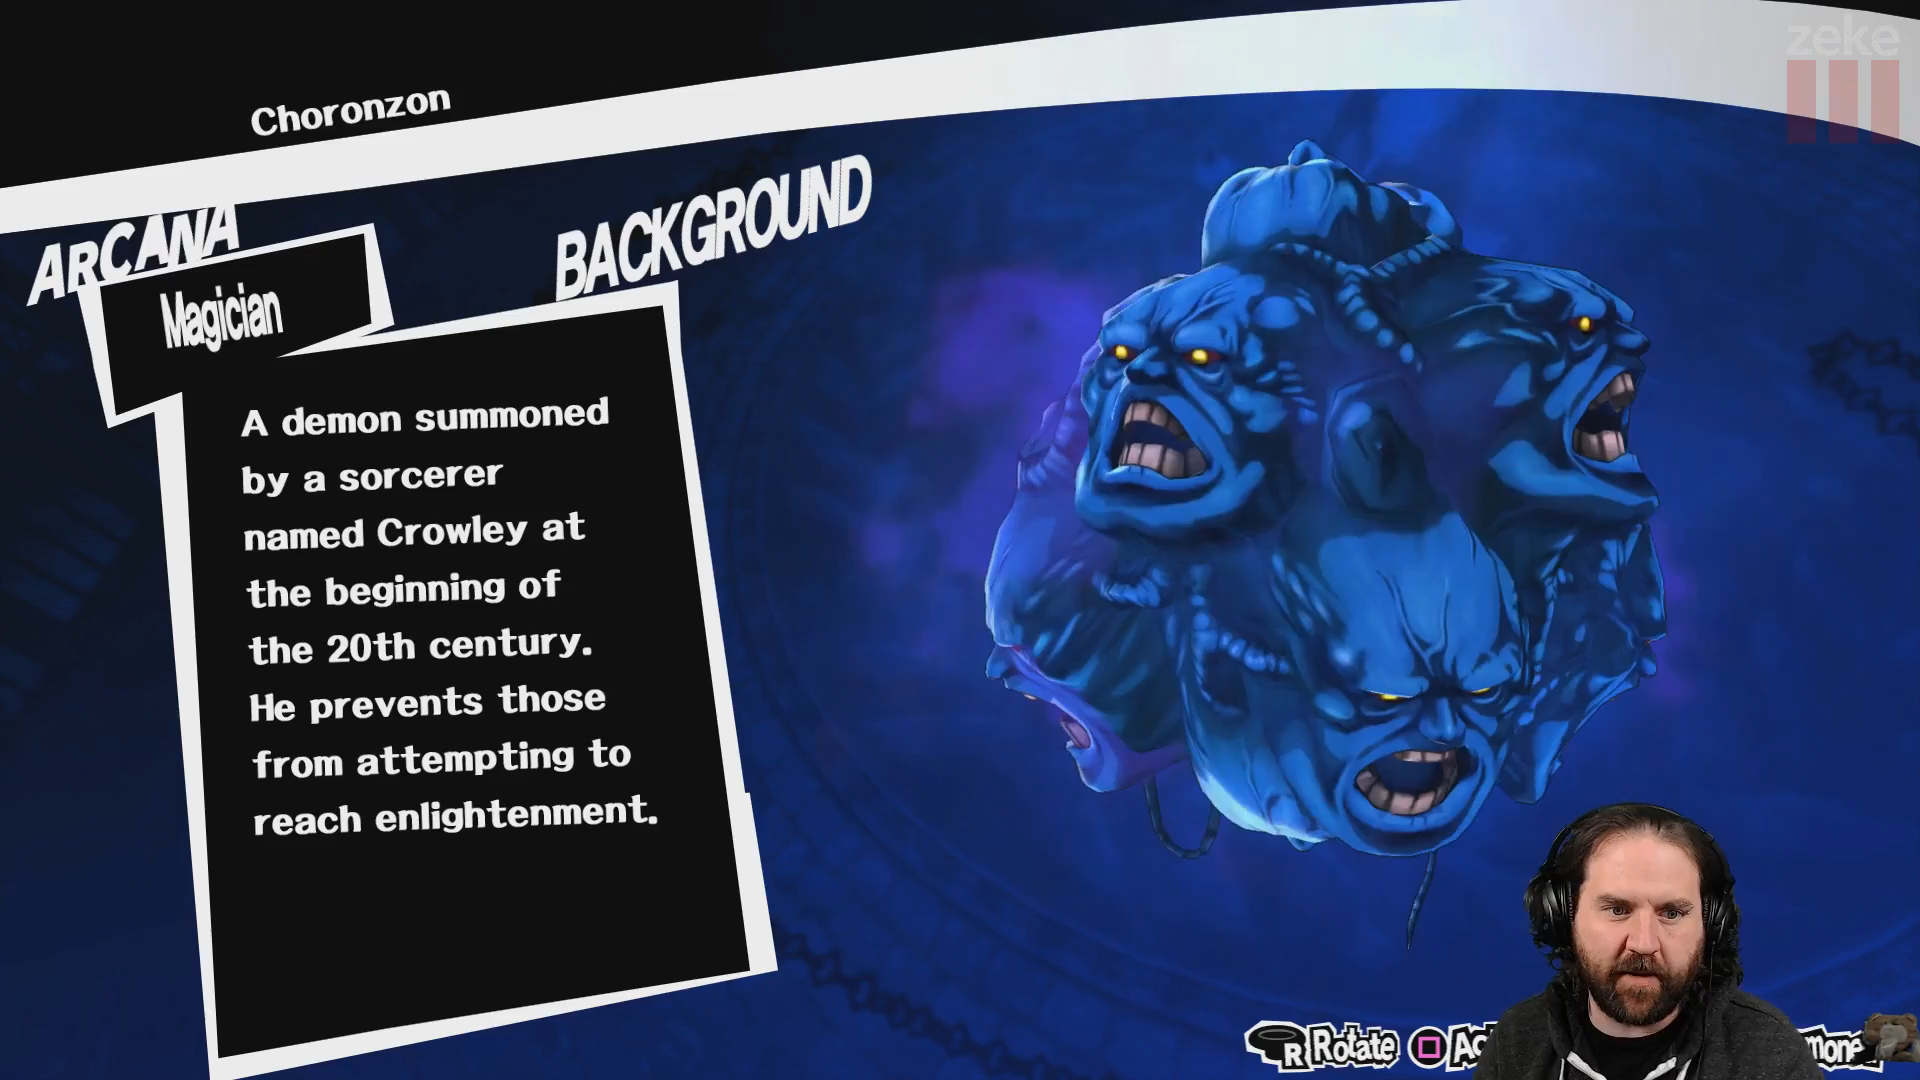 zeke
Choronzon
ARCANA
Magician
BACKGROUND
A demon summoned
by a sorcerer
named Crowley at
the beginning of
the 20th century.
He prevents those
from attempting to
reach enlightenment.
R Rotate